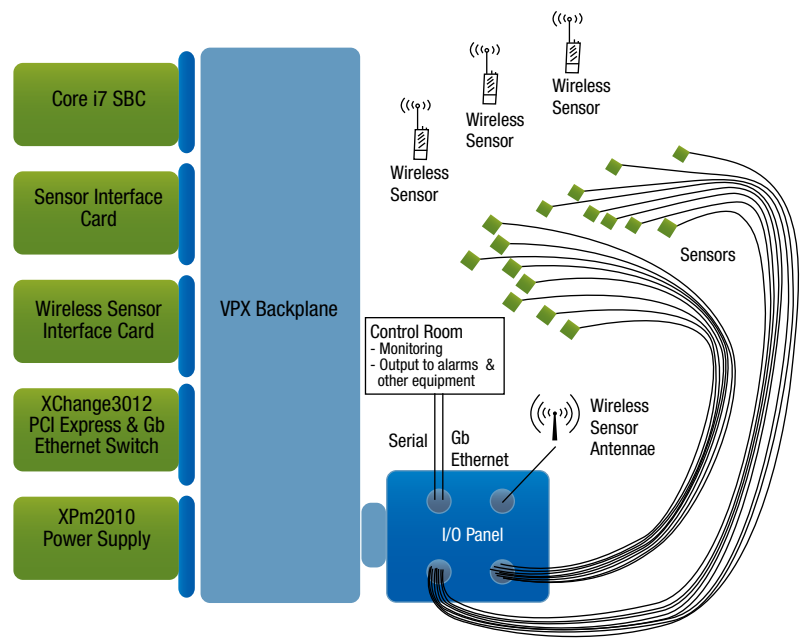 Core i7 SBC
Sensor Interface
Card
Wireless Sensor
Interface Card
XChange3012
PCI Express & Gb
Ethernet Switch
XPm2010
Power Supply
VPX Backplane
Wireless
Sensor
Wireless
Sensor
Wireless
Sensor
Sensors
Control Room
- Monitoring
- Output to alarms &
other equipment
Serial
Gb
Ethernet
Wireless
Sensor
Antennae
I/O Panel